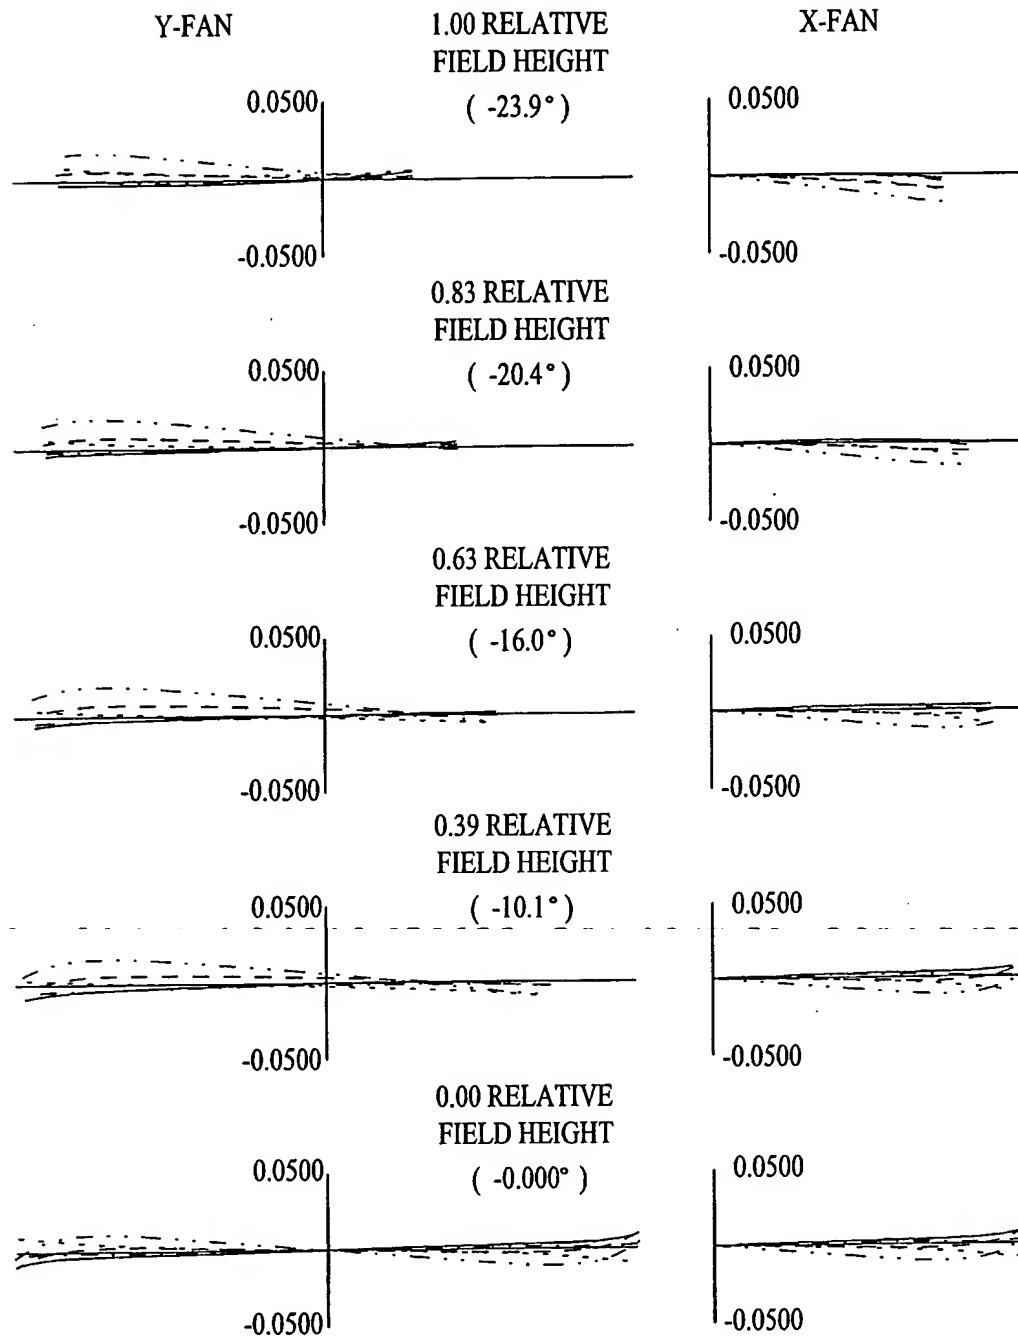 Y-FAN
1.00 RELATIVE
FIELD HEIGHT
( -23.9° )
X-FAN
0.0500
-0.0500
0.0500
-0.0500
0.83 RELATIVE
FIELD HEIGHT
( -20.4° )
0.0500
-0.0500
0.0500
-0.0500
0.63 RELATIVE
FIELD HEIGHT
( -16.0° )
0.0500
-0.0500
0.0500
-0.0500
0.39 RELATIVE
FIELD HEIGHT
( -10.1° )
0.0500
-0.0500
0.0500
-0.0500
0.00 RELATIVE
FIELD HEIGHT
( -0.000° )
0.0500
-0.0500
0.0500
-0.0500